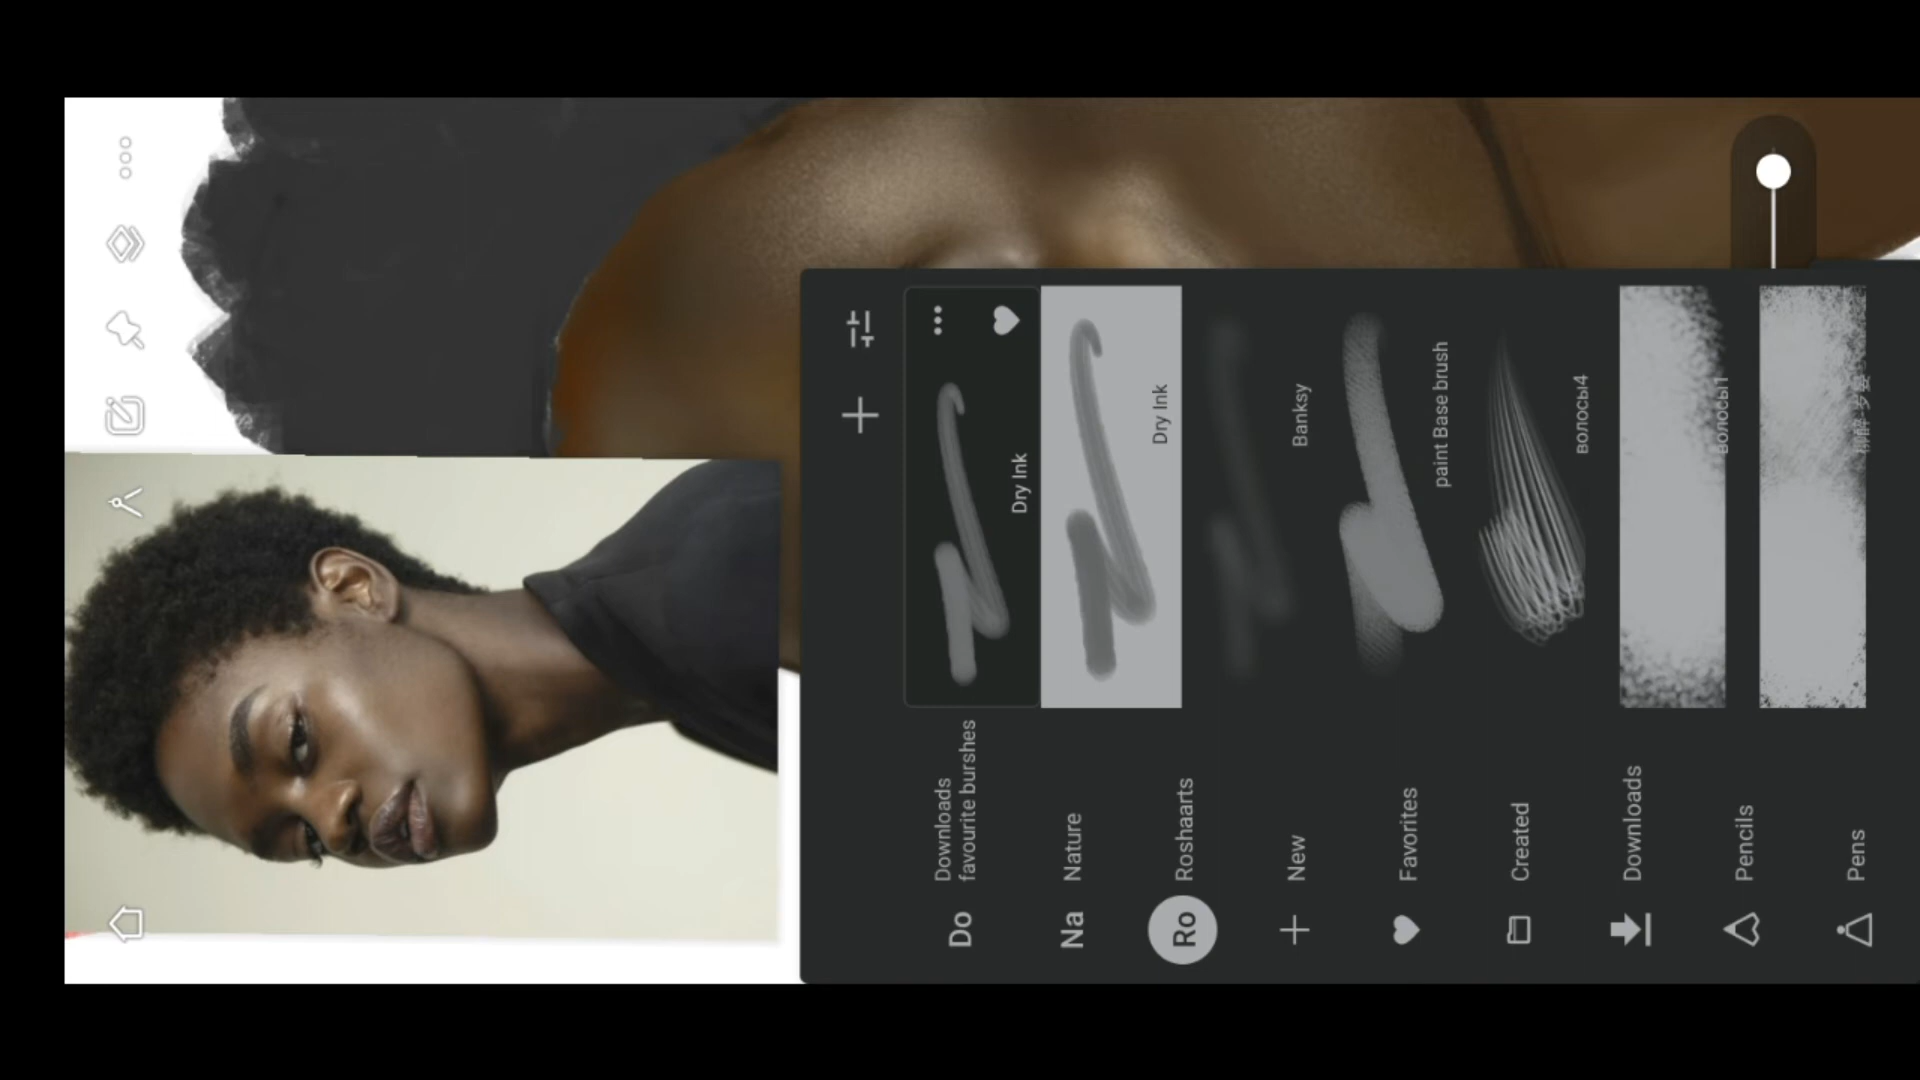 Dry Ink
Dry Ink
Banksy
paint Base brush
волосы4
волосы1
Do
Downloads
favourite burshes
Na
Nature
Ro
Roshaarts
New
Favorites
Created
Downloads
Pencils
Pens